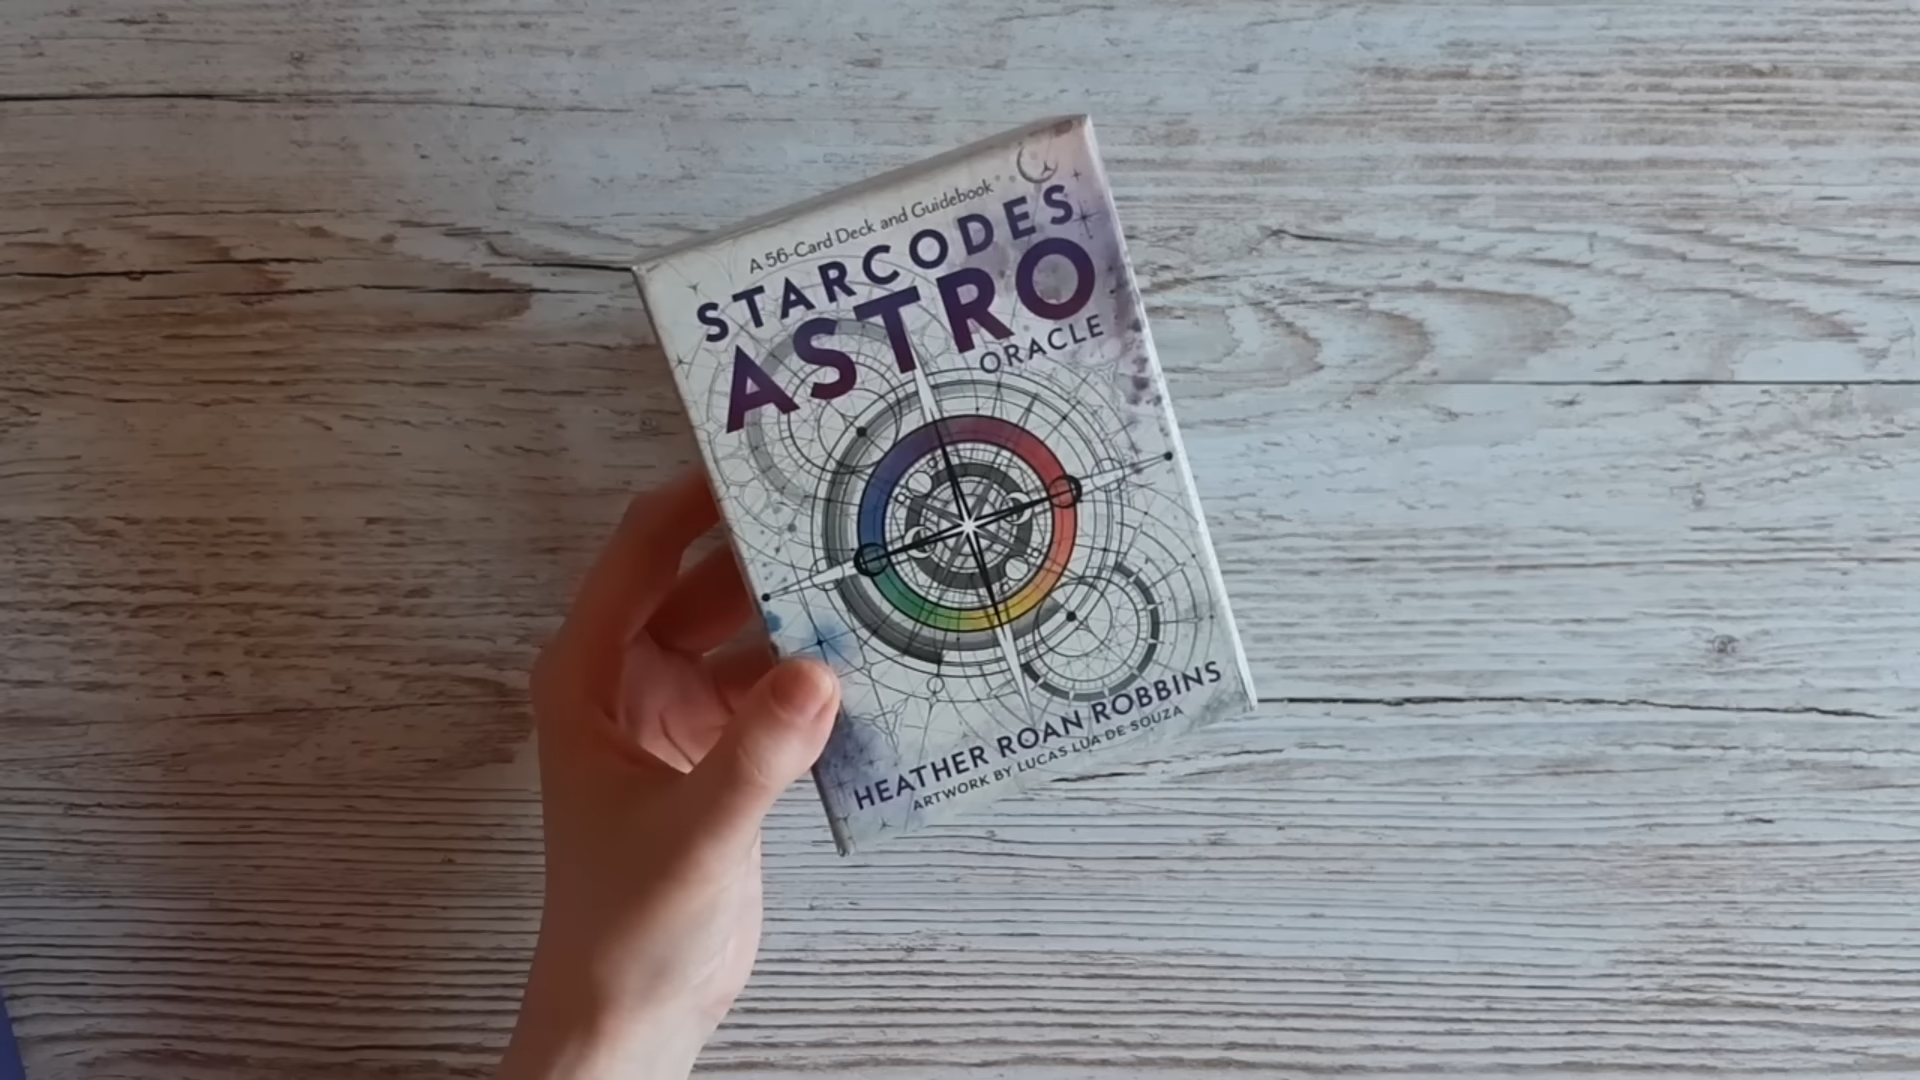 A 56-Card Deck and Guidebook
STARCODES
ASTRO
ORACLE
HEATHER ROAN ROBBINS
ARTWORK BY LUCAS LUA DE SOUZA